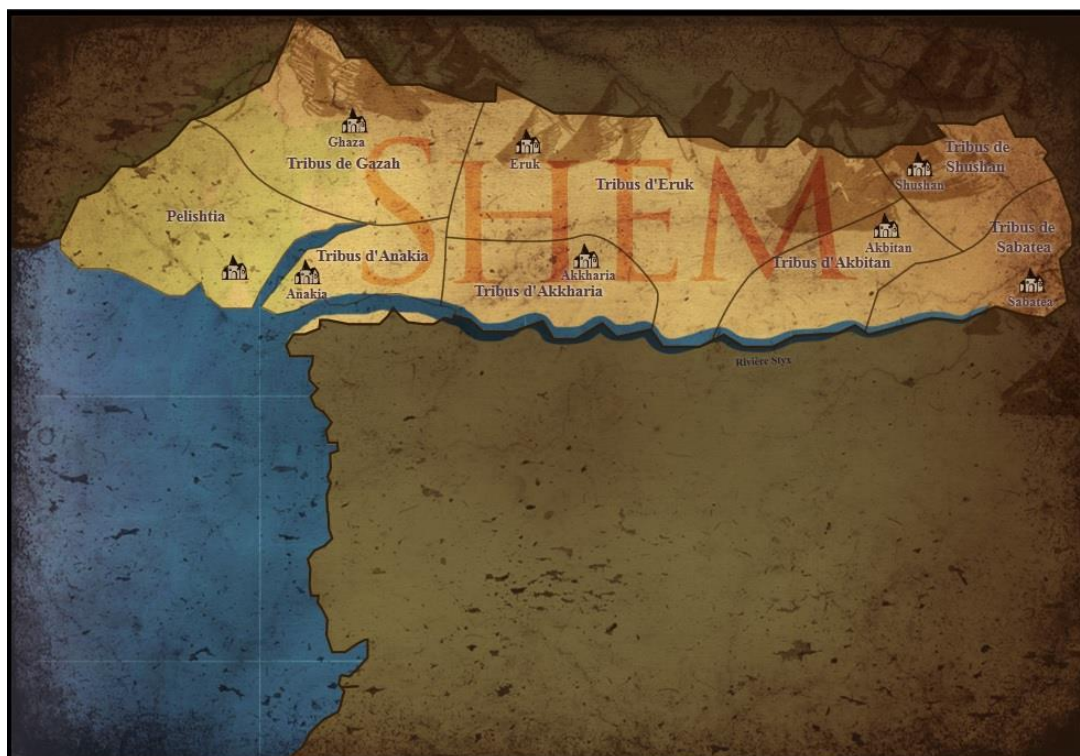 SHEM
Ghaza
Tribus de Gazah
Eruk
Tribus d'Eruk
Tribus de
Shushan
Shushan
Pelishtia
Tribus de
Sabatea
Tribus d'Anakia
Anakia
Akbitan
Tribus d'Akbitan
Akkharia
Tribus d'Akkharia
Sabatea
Rivière Styx